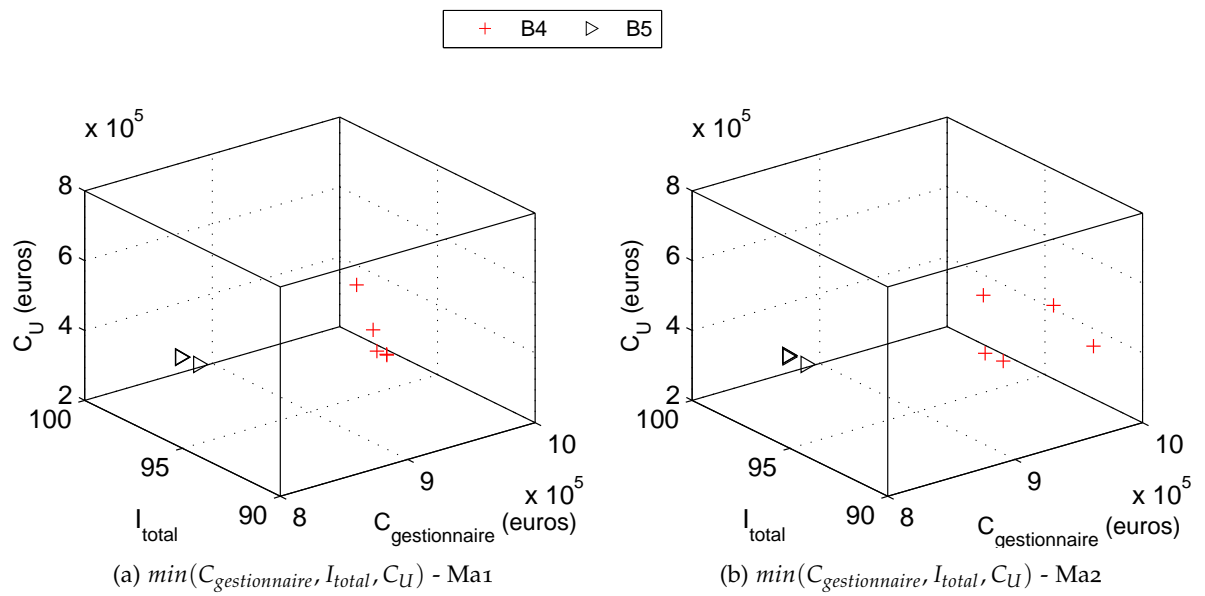 B4 B5
x 10^5 x 10^5
8 8
6 6
4 4
2 2
C_U (euros) C_U (euros)
100 95 90 100 95 90
8 9 10 8 9 10
x 10^5 x 10^5
I_total C_gestionnaire (euros) I_total C_gestionnaire (euros)
(a) min(C_gestionnaire, I_total, C_U) - Ma1
(b) min(C_gestionnaire, I_total, C_U) - Ma2